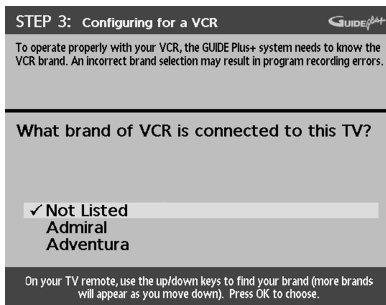 STEP 3: Configuring for a VCR
GUIDEplus+
To operate properly with your VCR, the GUIDE Plus+ system needs to know the
VCR brand. An incorrect brand selection may result in program recording errors.
What brand of VCR is connected to this TV?
✓ Not Listed
Admiral
Adventura
On your TV remote, use the up/down keys to find your brand (more brands
will appear as you move down). Press OK to choose.